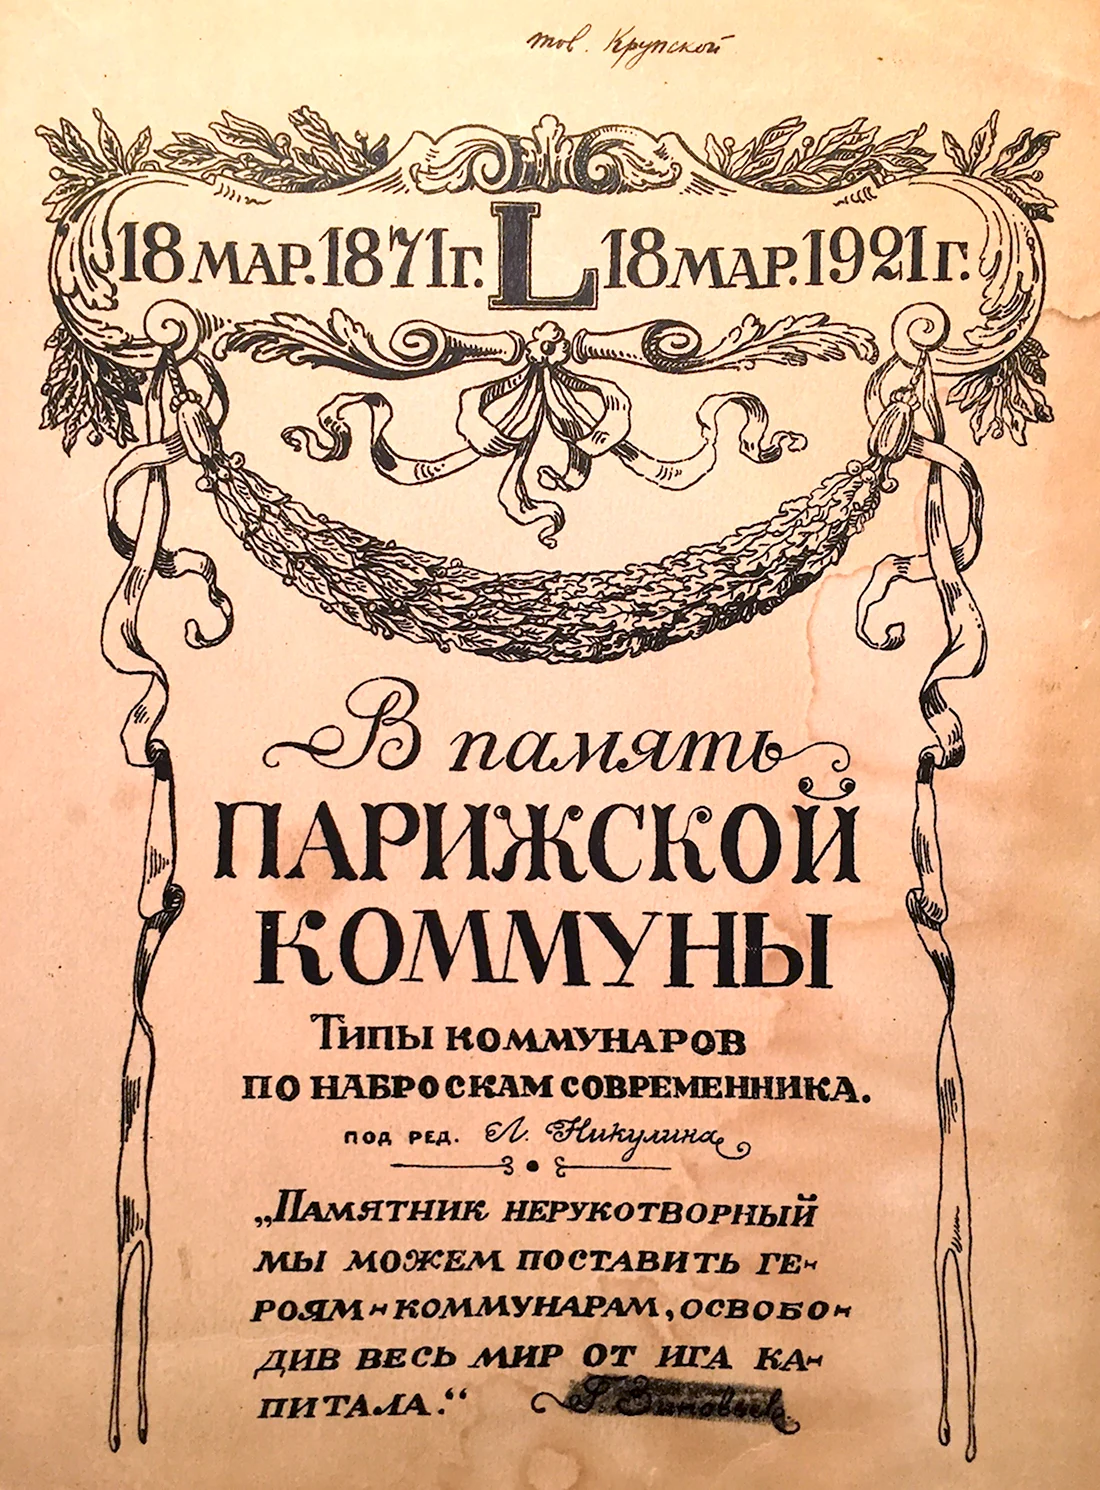 тов. Крупской
18 МАР. 1871 Г. L 18 МАР. 1921 Г.
В память
ПАРИЖСКОЙ
КОММУНЫ
ТИПЫ КОММУНАРОВ
ПО НАБРОСКАМ СОВРЕМЕННИКА.
ПОД РЕД. Л. Никулина
„ПАМЯТНИК НЕРУКОТВОРНЫЙ
МЫ МОЖЕМ ПОСТАВИТЬ ГЕ-
РОЯМ-КОММУНАРАМ, ОСВОБО-
ДИВ ВЕСЬ МИР ОТ ИГА КА-
ПИТАЛА.“ Г. Зиновьев.